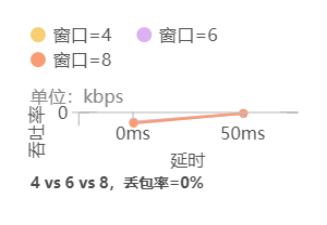 窗口=4 窗口=6
窗口=8
单位：kbps
吞吐率
0
0ms 50ms
延时
4 vs 6 vs 8，丢包率=0%